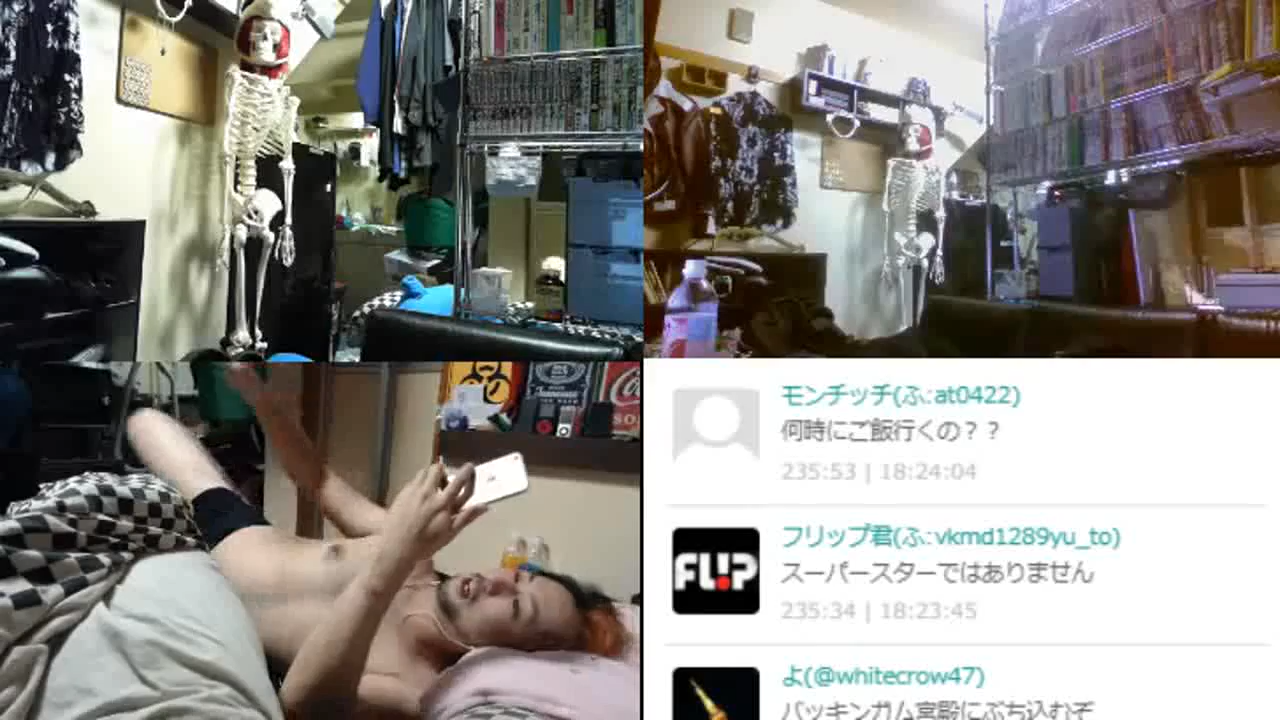 Coca
SO
モンチッチ(ふ:at0422)
何時にご飯行くの？？
235:53 | 18:24:04
FL!P
フリップ君(ふ:vkmd1289yu_to)
スーパースターではありません
235:34 | 18:23:45
よ(@whitecrow47)
バッキンガム宮殿にぶち込むぞ